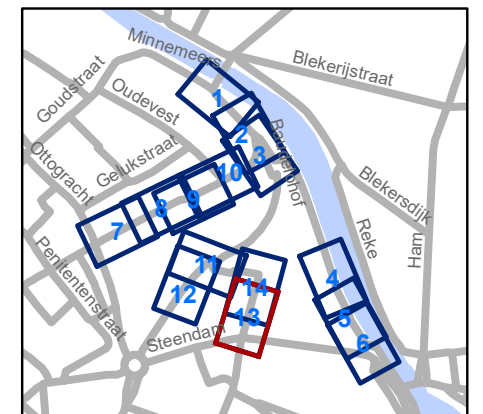 Minnemeers
Blekerijstraat
Goudstraat
Oudevest
1
2
Baudelohof
3
Gelukstraat
Ottogracht
10
Blekersdijk
9
8
7
Reke
Ham
Penitentenstraat
11
4
14
12
13
5
Steendam
6